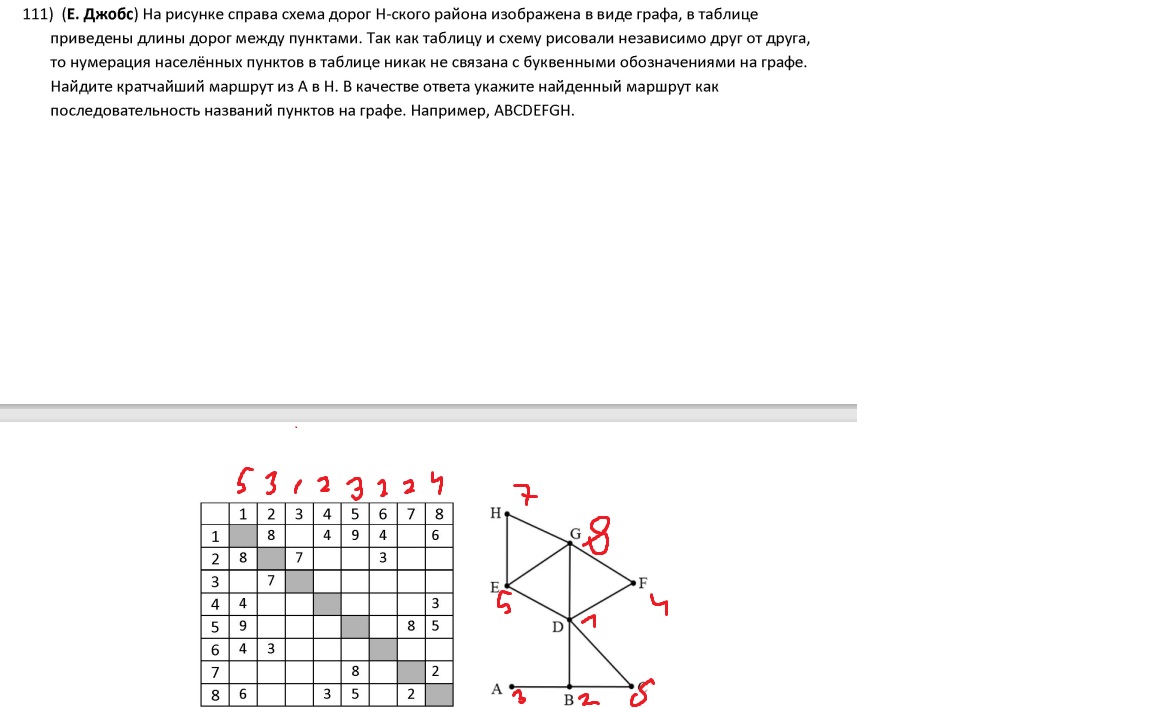 111) (Е. Джобс) На рисунке справа схема дорог Н-ского района изображена в виде графа, в таблице
приведены длины дорог между пунктами. Так как таблицу и схему рисовали независимо друг от друга,
то нумерация населённых пунктов в таблице никак не связана с буквенными обозначениями на графе.
Найдите кратчайший маршрут из A в H. В качестве ответа укажите найденный маршрут как
последовательность названий пунктов на графе. Например, ABCDEFGH.
5 3 1 2 3 2 2 4
1 2 3 4 5 6 7 8
1 8 4 9 4 6
2 8 7 3
3 7
4 4 3
5 9 8 5
6 4 3
7 8 2
8 6 3 5 2
H 7
G 8
E 5
F 4
D 1
A 3
B 2